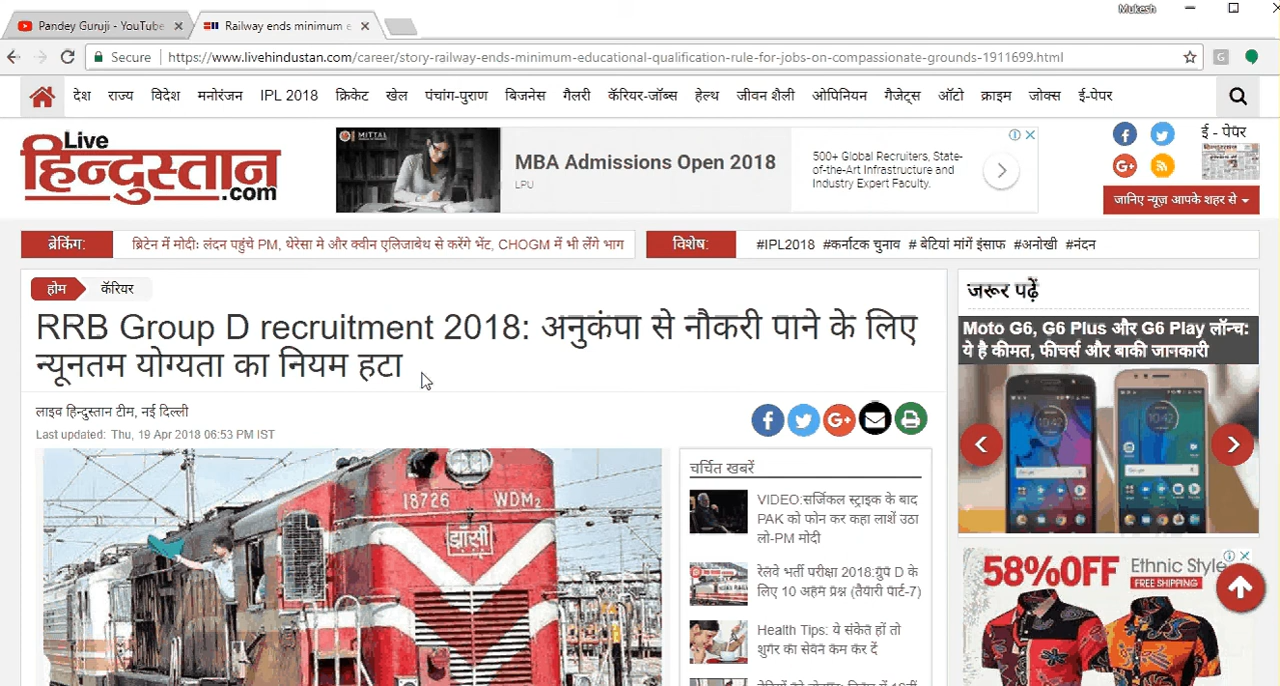 Mukesh
Pandey Guruji - YouTube
Railway ends minimum e
Secure
https://www.livehindustan.com/career/story-railway-ends-minimum-educational-qualification-rule-for-jobs-on-compassionate-grounds-1911699.html
देश राज्य विदेश मनोरंजन IPL 2018 क्रिकेट खेल पंचांग-पुराण बिजनेस गैलरी कॅरियर-जॉब्स हेल्थ जीवन शैली ओपिनियन गैजेट्स ऑटो क्राइम जोक्स ई-पेपर
Live
हिन्दुस्तान
.com
MITTAL
MBA Admissions Open 2018
LPU
500+ Global Recruiters, State-
of-the-Art Infrastructure and
Industry Expert Faculty.
ई - पेपर
जानिए न्यूज़ आपके शहर से
ब्रेकिंग:
ब्रिटेन में मोदीः लंदन पहुंचे PM, थेरेसा मे और क्वीन एलिजाबेथ से करेंगे भेंट, CHOGM में भी लेंगे भाग
विशेष:
#IPL2018 #कर्नाटक चुनाव # बेटियां मांगें इंसाफ #अनोखी #नंदन
होम
कॅरियर
RRB Group D recruitment 2018: अनुकंपा से नौकरी पाने के लिए
न्यूनतम योग्यता का नियम हटा
लाइव हिन्दुस्तान टीम, नई दिल्ली
Last updated: Thu, 19 Apr 2018 06:53 PM IST
18726 WDM2
झांसी
चर्चित खबरें
VIDEO:सर्जिकल स्ट्राइक के बाद
PAK को फोन कर कहा लाशें उठा
लो-PM मोदी
रेलवे भर्ती परीक्षा 2018:ग्रुप D के
लिए 10 अहम प्रश्न (तैयारी पार्ट-7)
Health Tips: ये संकेत हों तो
शुगर का सेवन कम कर दें
जरूर पढ़ें
Moto G6, G6 Plus और G6 Play लॉन्च:
ये है कीमत, फीचर्स और बाकी जानकारी
58%OFF
Ethnic Style
FREE SHIPPING